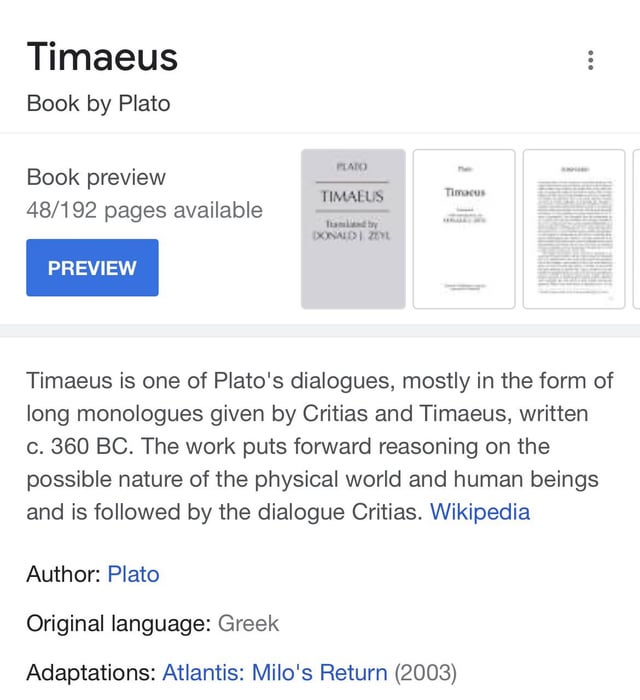 Timaeus
Book by Plato
Book preview
48/192 pages available
PREVIEW
PLATO
TIMAEUS
Translated by
DONALD J. ZEYL
Plato
Timaeus
Timaeus is one of Plato's dialogues, mostly in the form of
long monologues given by Critias and Timaeus, written
c. 360 BC. The work puts forward reasoning on the
possible nature of the physical world and human beings
and is followed by the dialogue Critias. Wikipedia
Author: Plato
Original language: Greek
Adaptations: Atlantis: Milo's Return (2003)